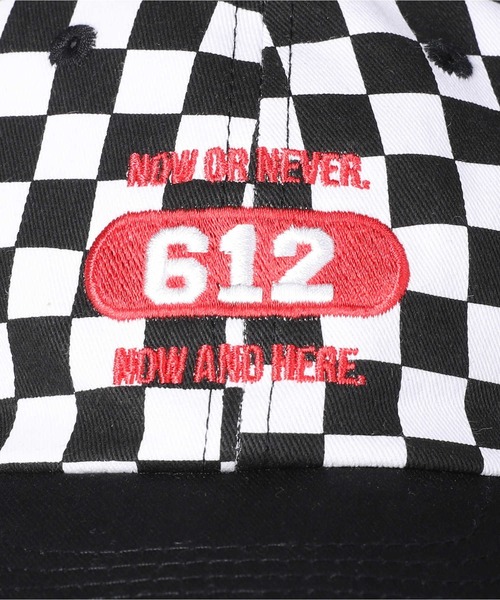 NOW OR NEVER.
612
NOW AND HERE.